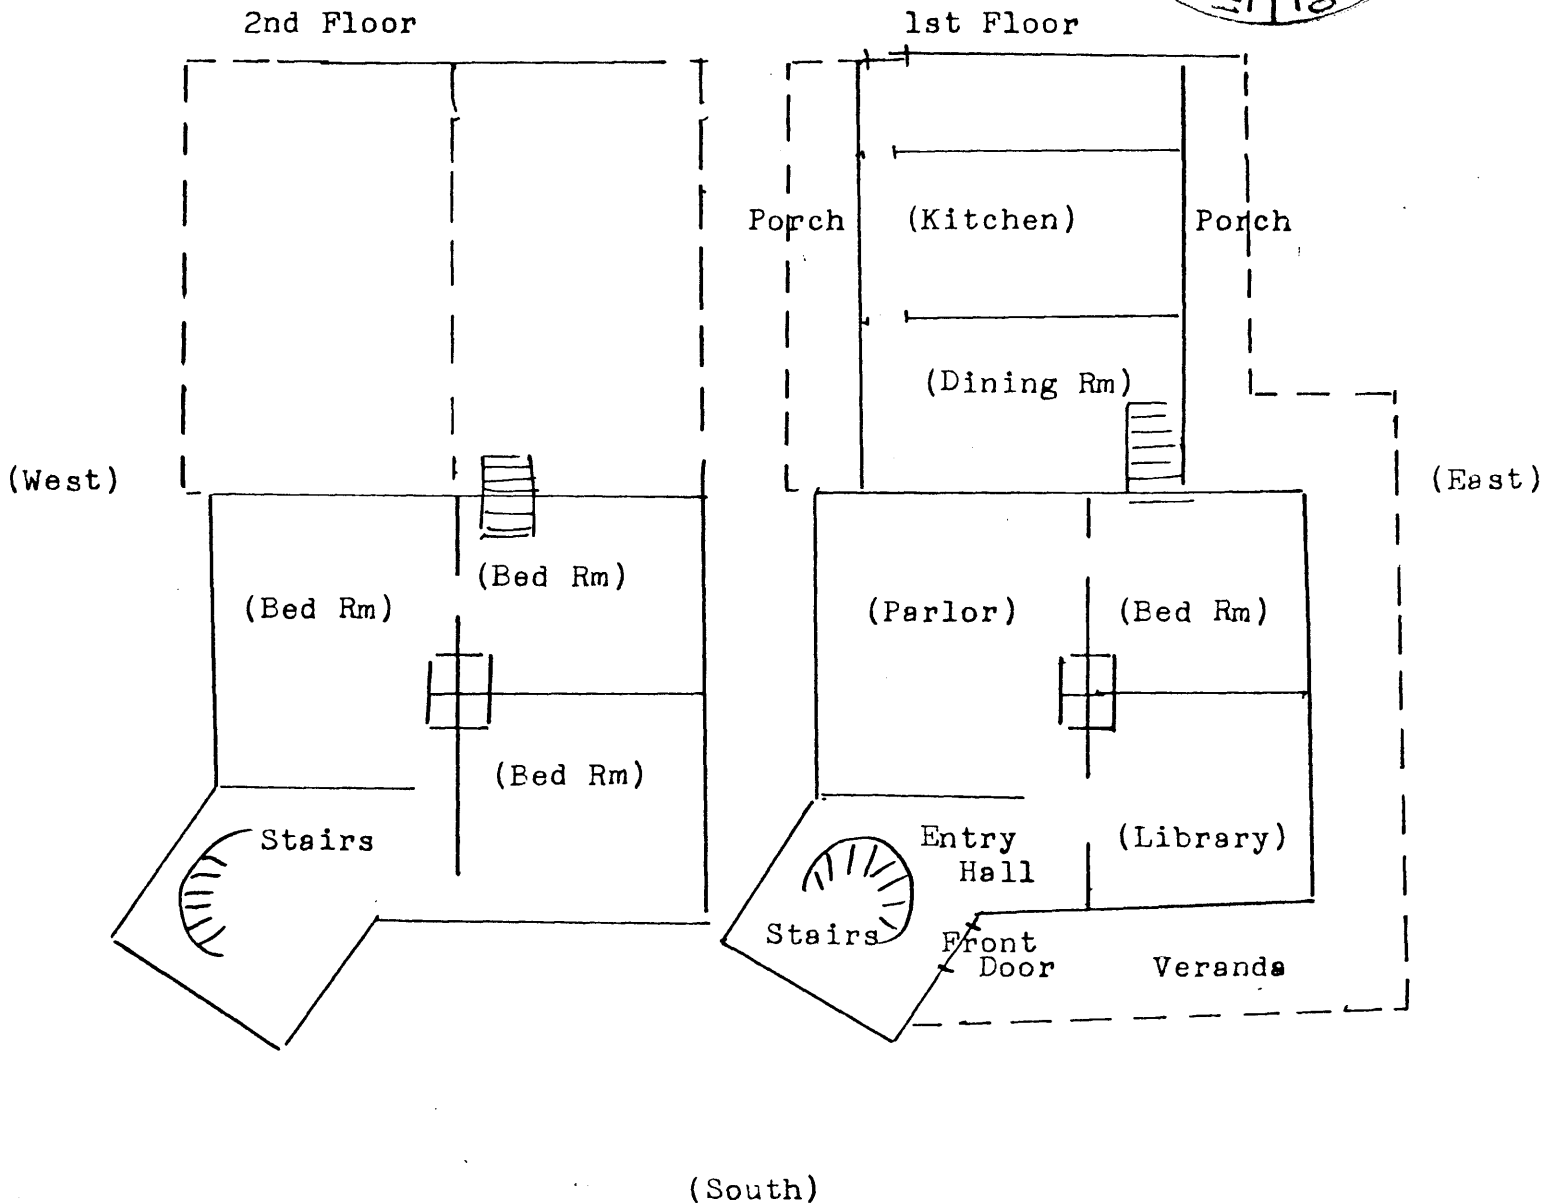 2nd Floor
1st Floor
Porch
(Kitchen)
Porch
(Dining Rm)
(West)
(East)
(Bed Rm)
(Bed Rm)
(Parlor)
(Bed Rm)
(Bed Rm)
Stairs
Entry
Hall
(Library)
Stairs
Front
Door
Veranda
(South)